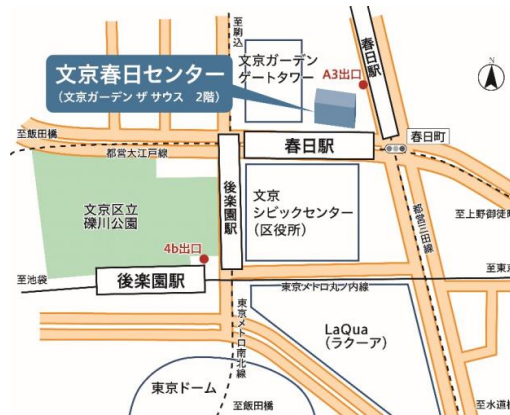 至駒込
文京ガーデン
ゲートタワー
春日駅
A3出口
文京春日センター
（文京ガーデン ザ サウス 2階）
至飯田橋
都営大江戸線
春日駅
春日町
文京区立
礫川公園
後楽園駅
文京
シビックセンター
（区役所）
都営三田線
至上野御徒町
4b出口
至池袋
後楽園駅
東京メトロ丸ノ内線
至東京
東京メトロ南北線
LaQua
（ラクーア）
東京ドーム
至飯田橋
至水道橋